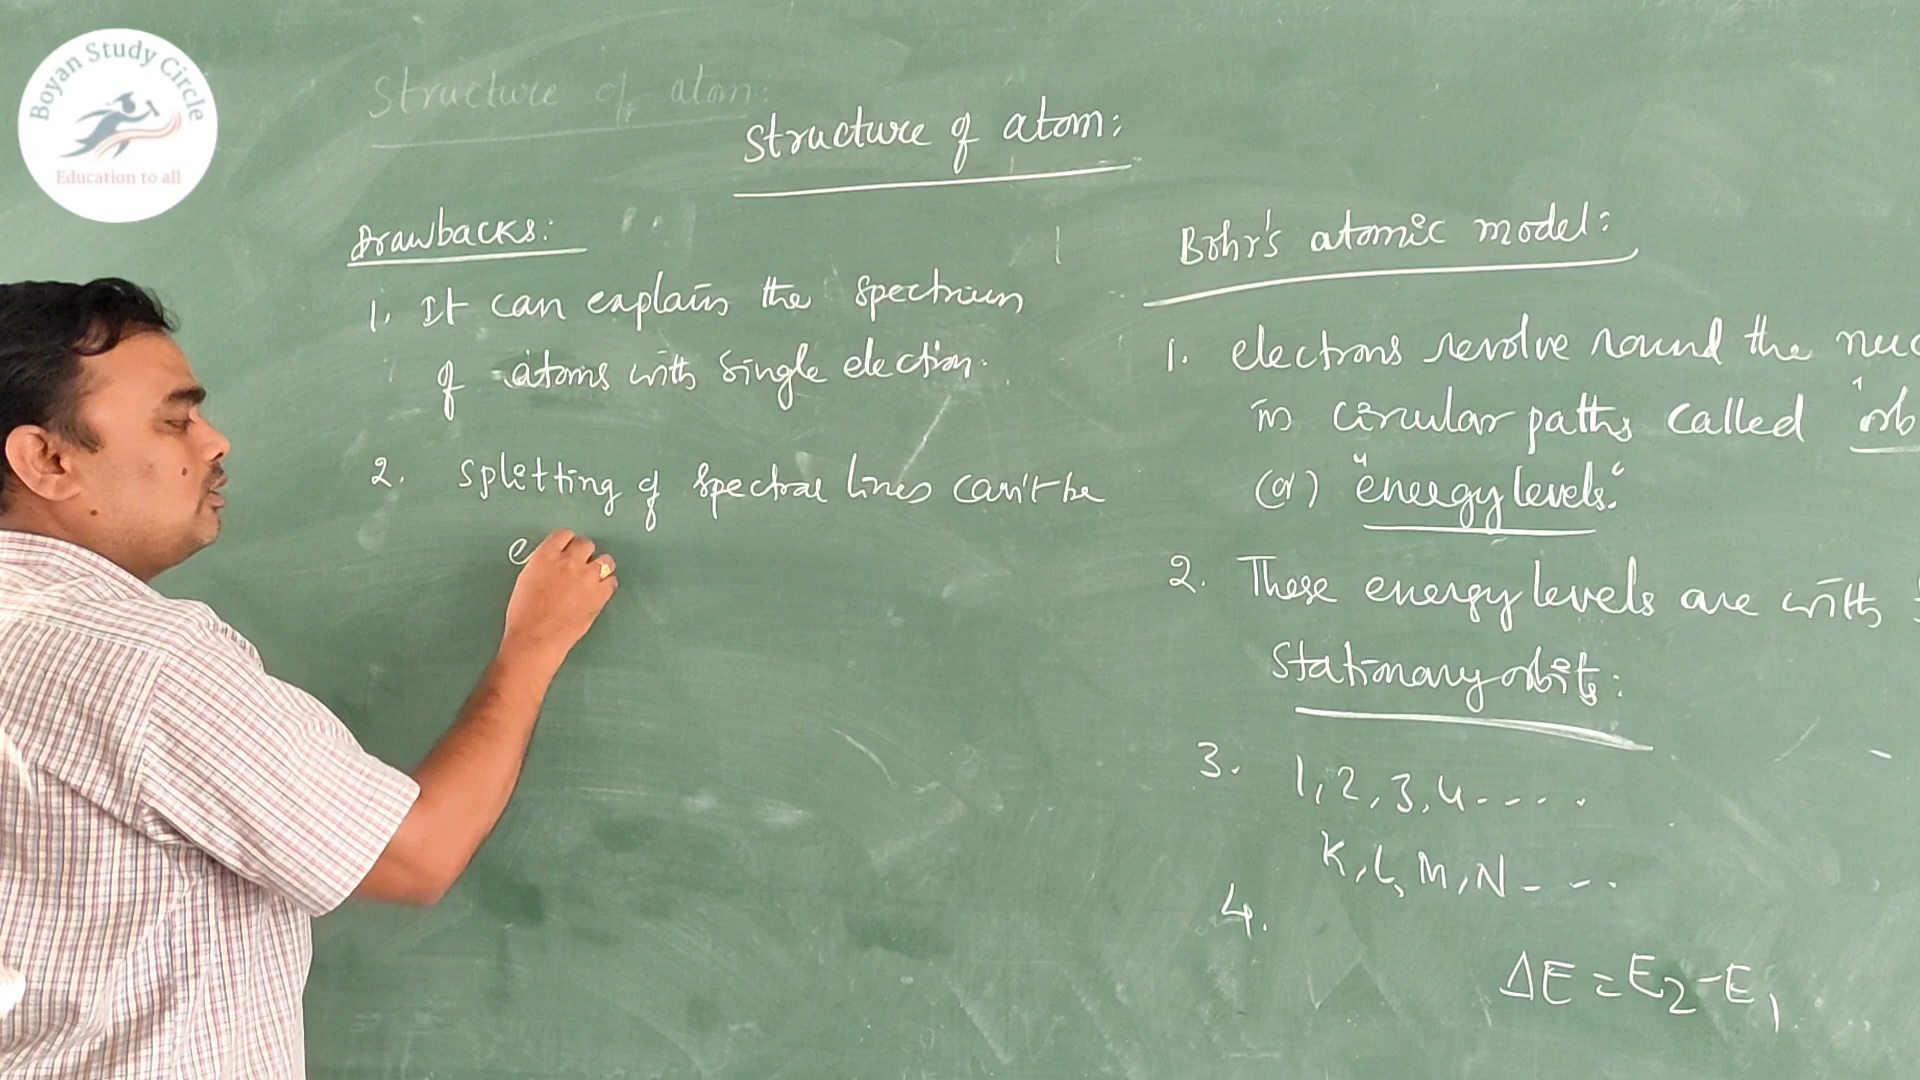 Boyan Study Circle
Education to all
Structure of atom:
Structure of atom:
Drawbacks:
1. It can explain the spectrum
of atoms with single electron.
2. splitting of spectral lines can't be
e
Bohr's atomic model:
1. electrons revolve round the nuc
in circular paths called "orb
(or) "energy levels."
2. These energy levels are with
Stationary orbits:
3. 1, 2, 3, 4 - - - - .
K, L, M, N - - - .
4.
ΔE = E2 - E1